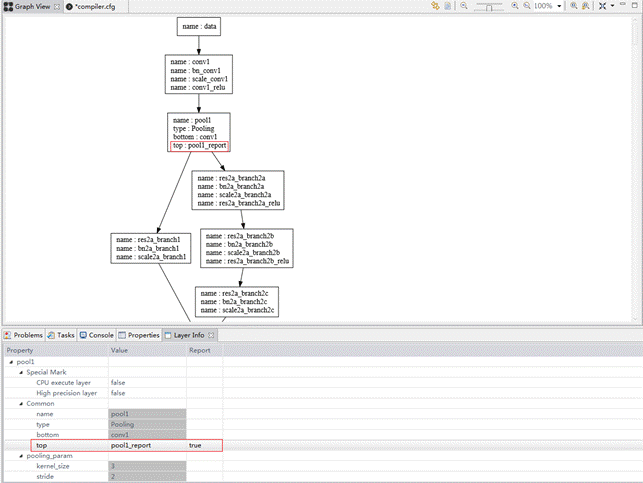 Graph View *compiler.cfg 100%
name : data
name : conv1
name : bn_conv1
name : scale_conv1
name : conv1_relu
name : pool1
type : Pooling
bottom : conv1
top : pool1_report
name : res2a_branch2a
name : bn2a_branch2a
name : scale2a_branch2a
name : res2a_branch2a_relu
name : res2a_branch1
name : bn2a_branch1
name : scale2a_branch1
name : res2a_branch2b
name : bn2a_branch2b
name : scale2a_branch2b
name : res2a_branch2b_relu
name : res2a_branch2c
name : bn2a_branch2c
name : scale2a_branch2c
Problems Tasks Console Properties Layer Info
Property Value Report
pool1
Special Mark
CPU execute layer false
High precision layer false
Common
name pool1
type Pooling
bottom conv1
top pool1_report true
pooling_param
kernel_size 3
stride 2